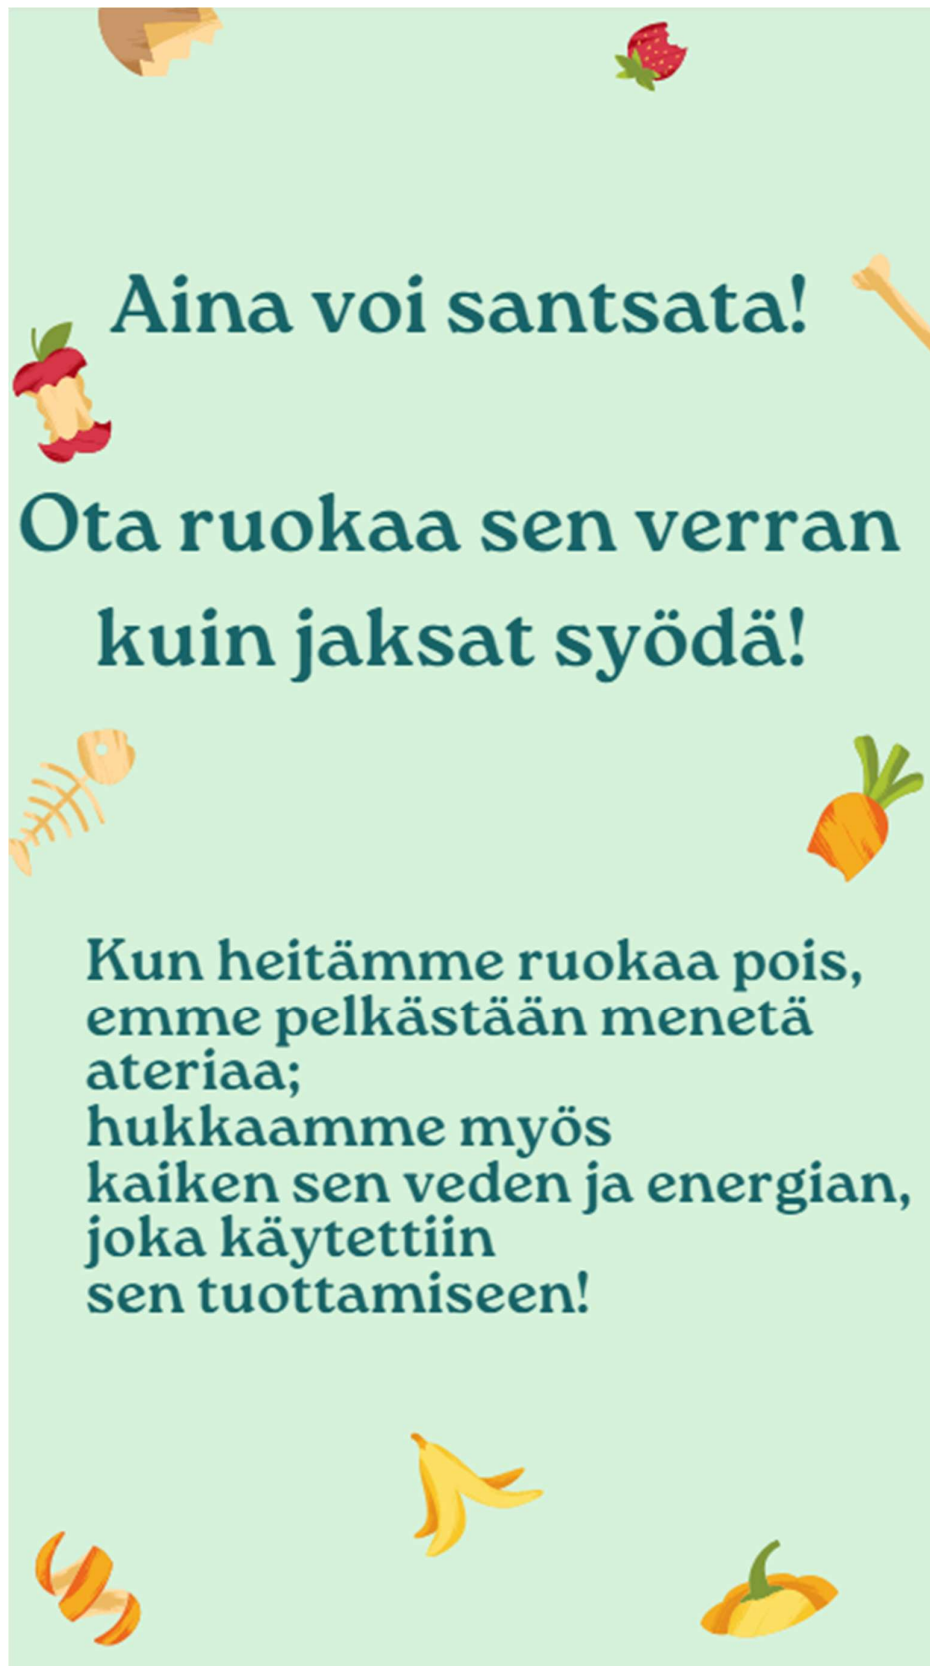 Aina voi santsata!
Ota ruokaa sen verran
kuin jaksat syödä!
Kun heitämme ruokaa pois,
emme pelkästään menetä
ateriaa;
hukkaamme myös
kaiken sen veden ja energian,
joka käytettiin
sen tuottamiseen!